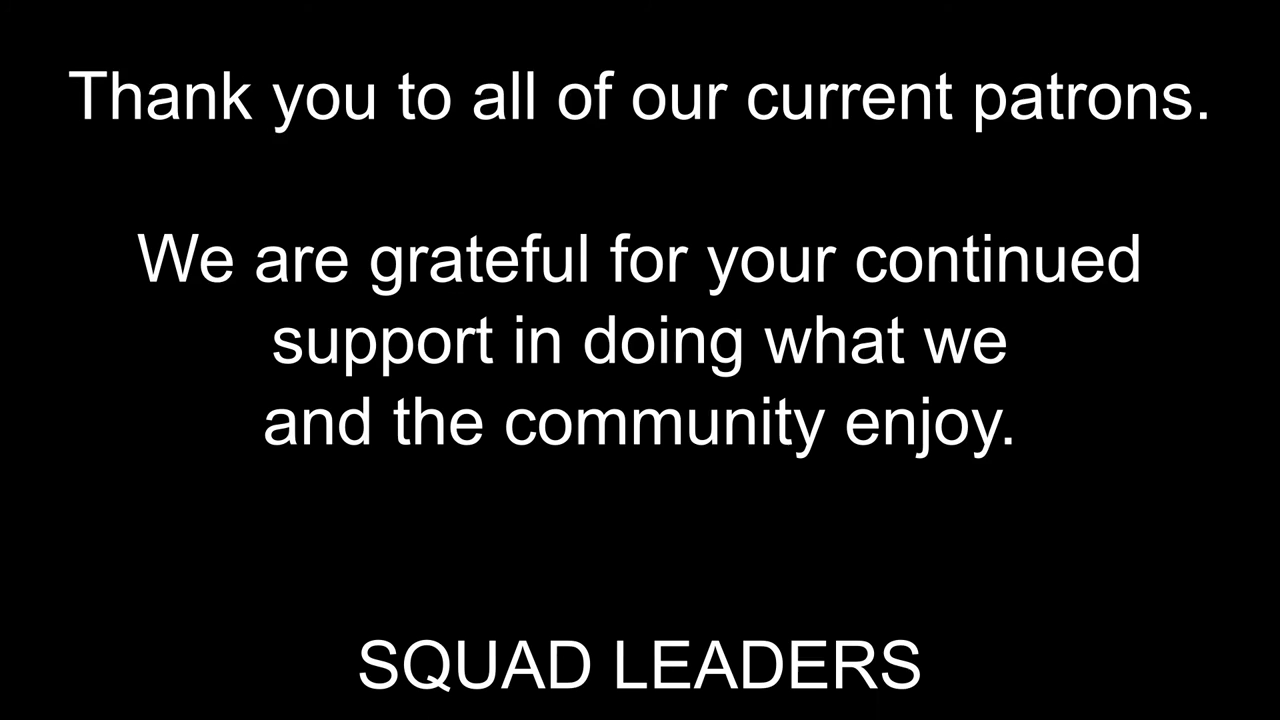 Thank you to all of our current patrons.
We are grateful for your continued
support in doing what we
and the community enjoy.
SQUAD LEADERS